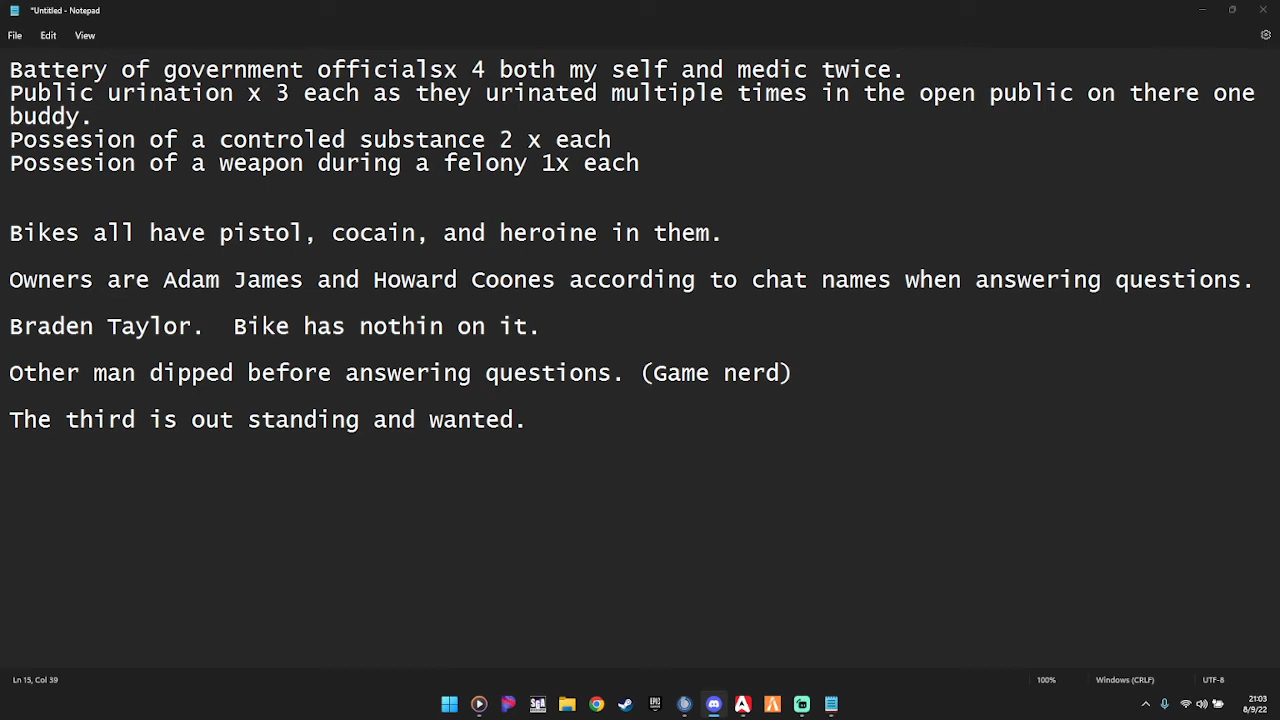 *Untitled - Notepad
File Edit View
Battery of government officialsx 4 both my self and medic twice.
Public urination x 3 each as they urinated multiple times in the open public on there one
buddy.
Possesion of a controled substance 2 x each
Possesion of a weapon during a felony 1x each
Bikes all have pistol, cocain, and heroine in them.
Owners are Adam James and Howard Coones according to chat names when answering questions.
Braden Taylor.  Bike has nothin on it.
Other man dipped before answering questions. (Game nerd)
The third is out standing and wanted.
Ln 15, Col 39 100% Windows (CRLF) UTF-8
SGA EPIC 21:03
8/9/22